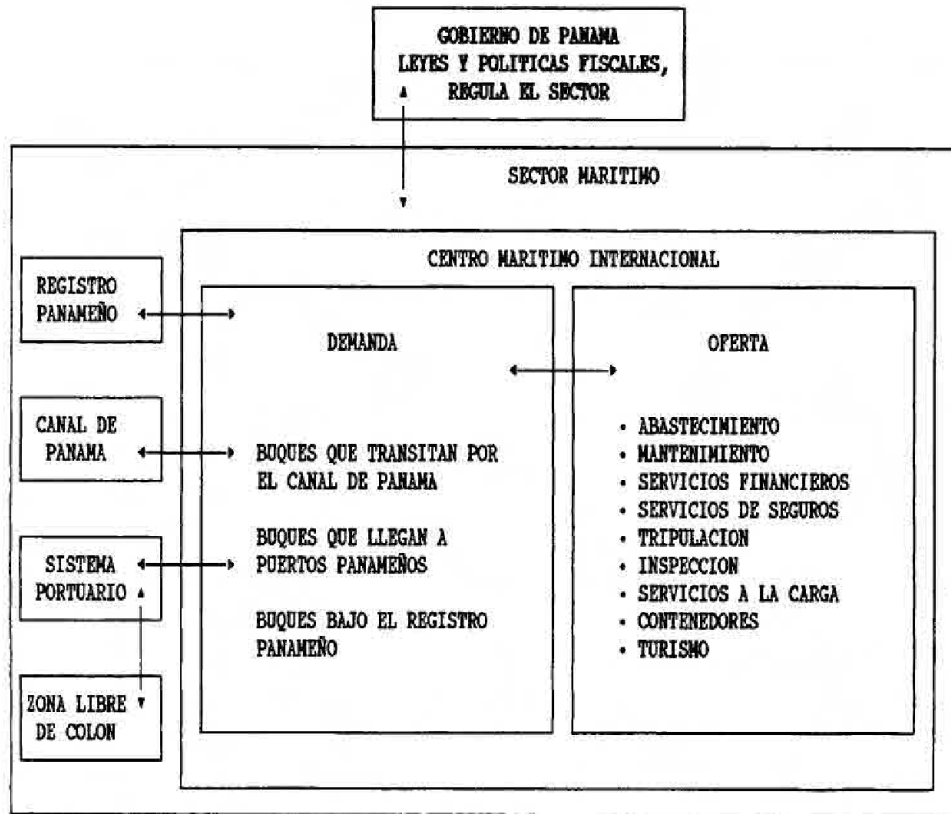 GOBIERNO DE PANAMA
LEYES Y POLITICAS FISCALES,
REGULA EL SECTOR
SECTOR MARITIMO
CENTRO MARITIMO INTERNACIONAL
REGISTRO
PANAMEÑO
CANAL DE
PANAMA
SISTEMA
PORTUARIO
ZONA LIBRE
DE COLON
DEMANDA
BUQUES QUE TRANSITAN POR
EL CANAL DE PANAMA
BUQUES QUE LLEGAN A
PUERTOS PANAMEÑOS
BUQUES BAJO EL REGISTRO
PANAMEÑO
OFERTA
• ABASTECIMIENTO
• MANTENIMIENTO
• SERVICIOS FINANCIEROS
• SERVICIOS DE SEGUROS
• TRIPULACION
• INSPECCION
• SERVICIOS A LA CARGA
• CONTENEDORES
• TURISMO